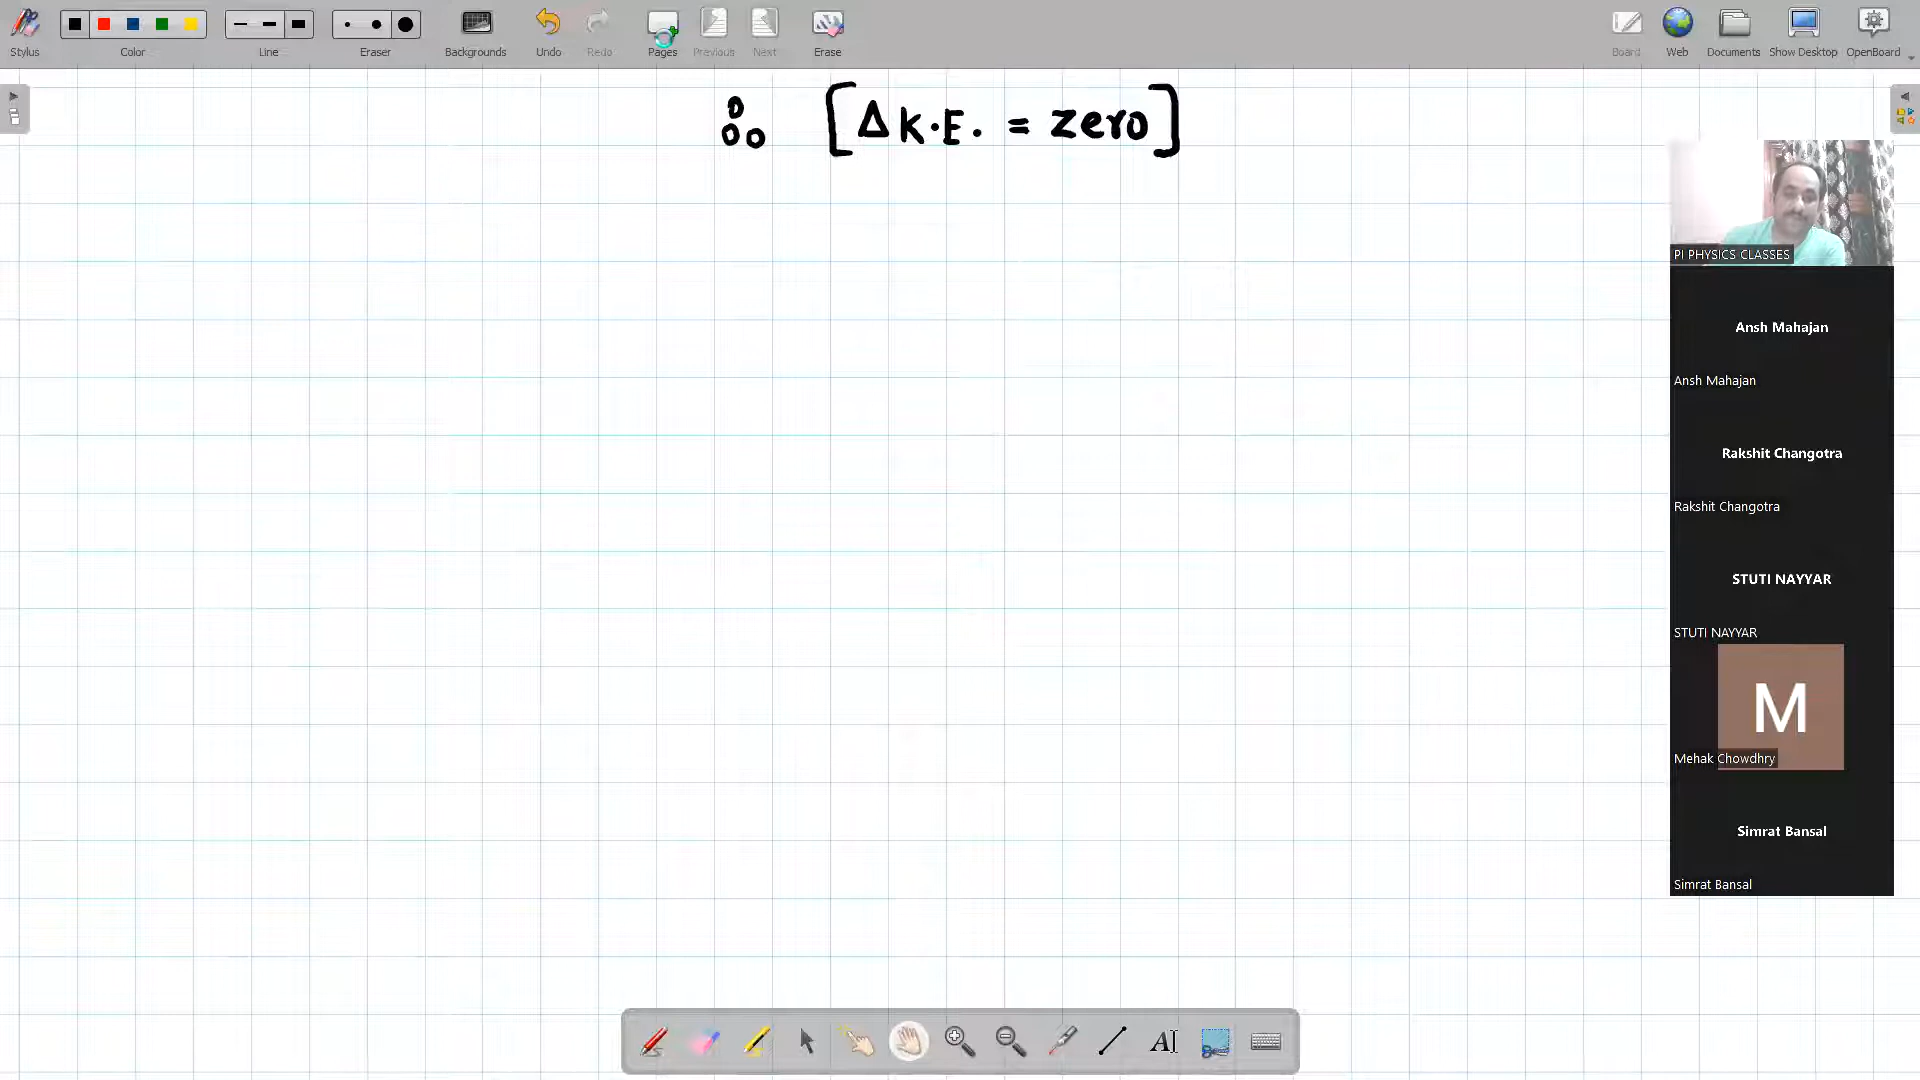 Stylus Color Line Eraser Backgrounds Undo Redo Pages Previous Next Erase Board Web Documents Show Desktop OpenBoard
∴ [Δ K.E. = zero]
PI PHYSICS CLASSES
Ansh Mahajan
Ansh Mahajan
Rakshit Changotra
Rakshit Changotra
STUTI NAYYAR
STUTI NAYYAR
M
Mehak Chowdhry
Simrat Bansal
Simrat Bansal
AI